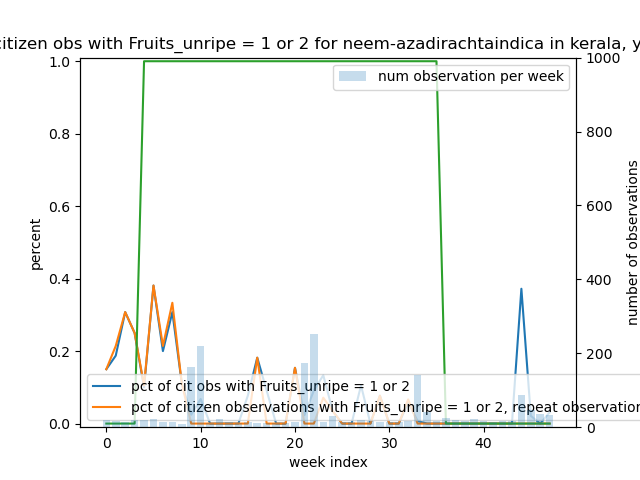 citizen obs with Fruits_unripe = 1 or 2 for neem-azadirachtaindica in kerala, y
num observation per week
1.0
0.8
0.6
0.4
0.2
0.0
1000
800
600
400
200
0
percent
number of observations
pct of cit obs with Fruits_unripe = 1 or 2
pct of citizen observations with Fruits_unripe = 1 or 2, repeat observation
0 10 20 30 40
week index